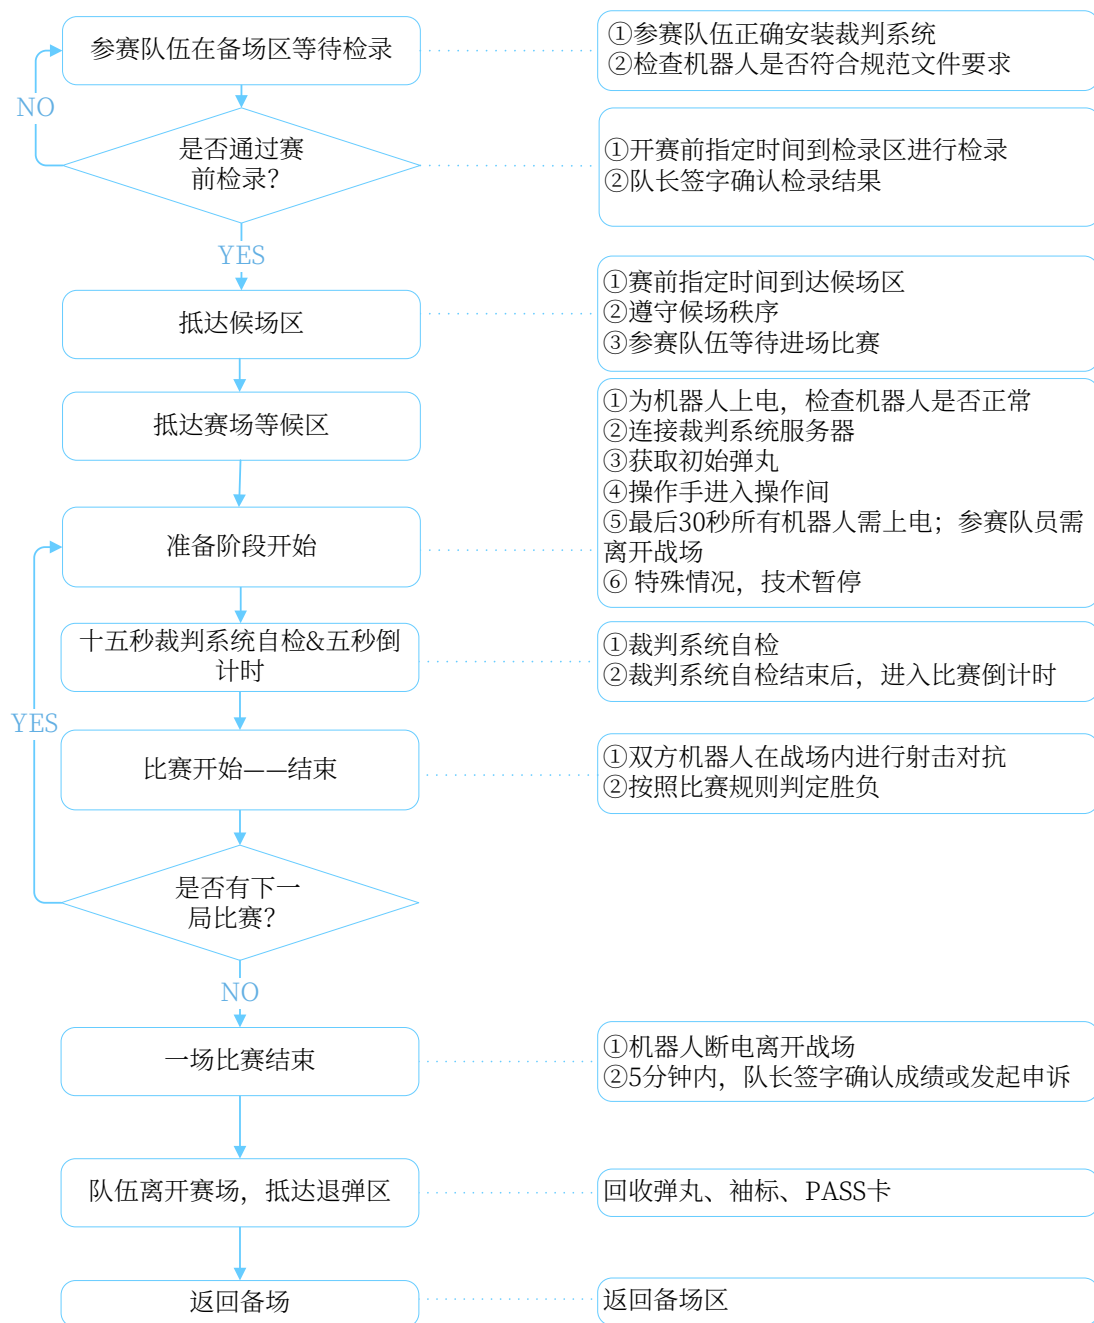 参赛队伍在备场区等待检录
①参赛队伍正确安装裁判系统
②检查机器人是否符合规范文件要求
NO
是否通过赛
前检录？
①开赛前指定时间到检录区进行检录
②队长签字确认检录结果
YES
抵达候场区
①赛前指定时间到达候场区
②遵守候场秩序
③参赛队伍等待进场比赛
抵达赛场等候区
准备阶段开始
①为机器人上电，检查机器人是否正常
②连接裁判系统服务器
③获取初始弹丸
④操作手进入操作间
⑤最后30秒所有机器人需上电；参赛队员需
离开战场
⑥ 特殊情况，技术暂停
十五秒裁判系统自检&五秒倒
计时
①裁判系统自检
②裁判系统自检结束后，进入比赛倒计时
YES
比赛开始——结束
①双方机器人在战场内进行射击对抗
②按照比赛规则判定胜负
是否有下一
局比赛？
NO
一场比赛结束
①机器人断电离开战场
②5分钟内，队长签字确认成绩或发起申诉
队伍离开赛场，抵达退弹区
回收弹丸、袖标、PASS卡
返回备场
返回备场区